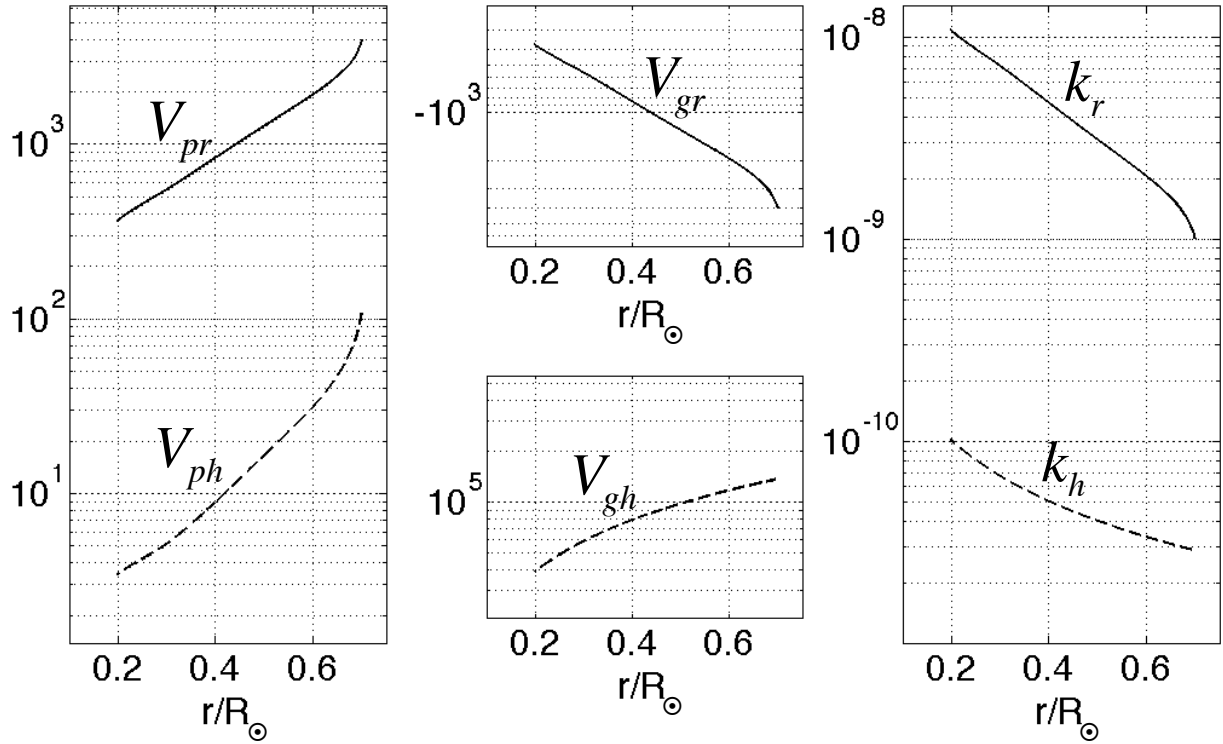 10^3
10^2
10^1
V_pr
V_ph
0.2 0.4 0.6
r/R_☉
-10^3
V_gr
0.2 0.4 0.6
r/R_☉
10^5
V_gh
0.2 0.4 0.6
r/R_☉
10^-8
10^-9
10^-10
k_r
k_h
0.2 0.4 0.6
r/R_☉